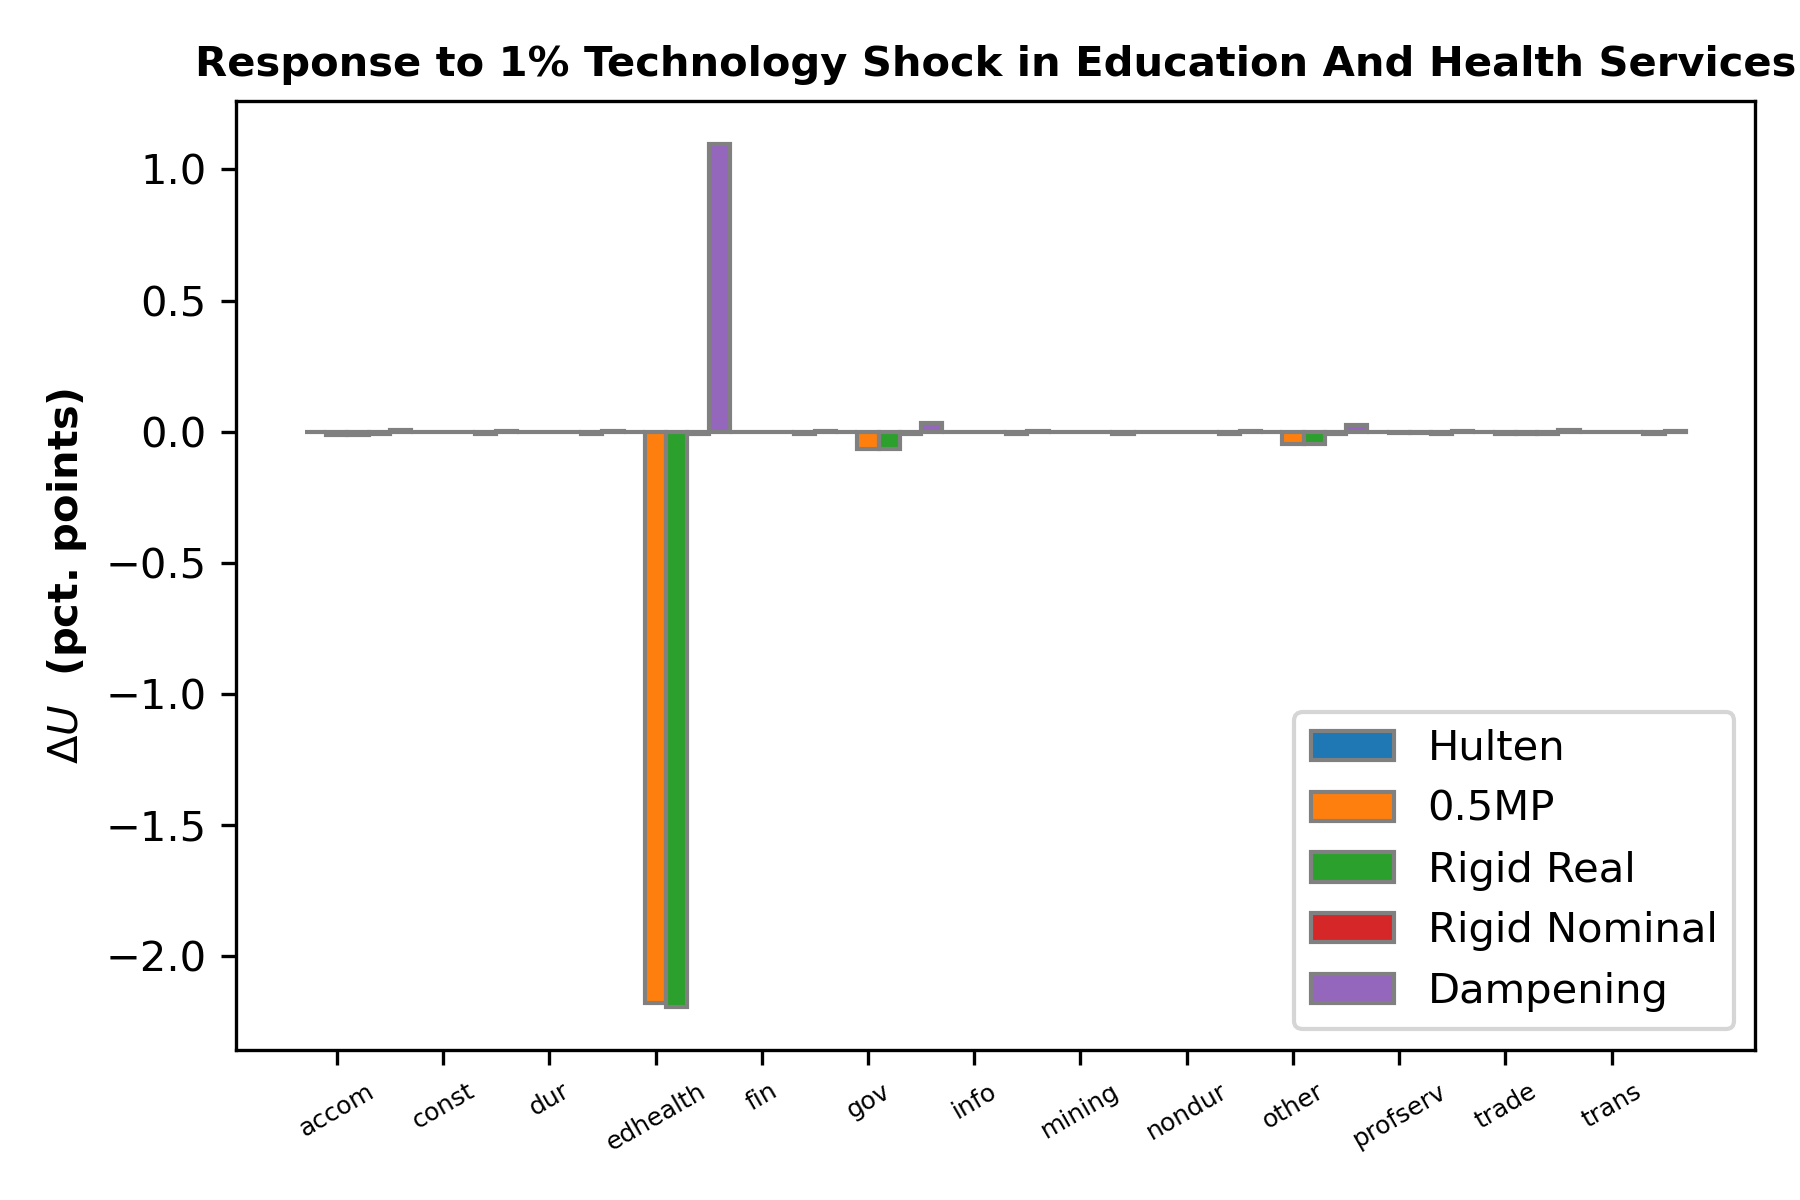 Response to 1% Technology Shock in Education And Health Services
ΔU (pct. points)
1.0
0.5
0.0
−0.5
−1.0
−1.5
−2.0
Hulten
0.5MP
Rigid Real
Rigid Nominal
Dampening
accom
const
dur
edhealth
fin
gov
info
mining
nondur
other
profserv
trade
trans